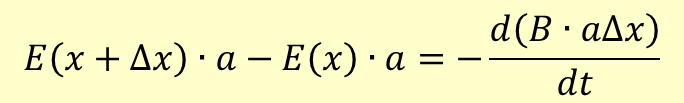 E(x + Δx) · a − E(x) · a = − d(B · aΔx) / dt